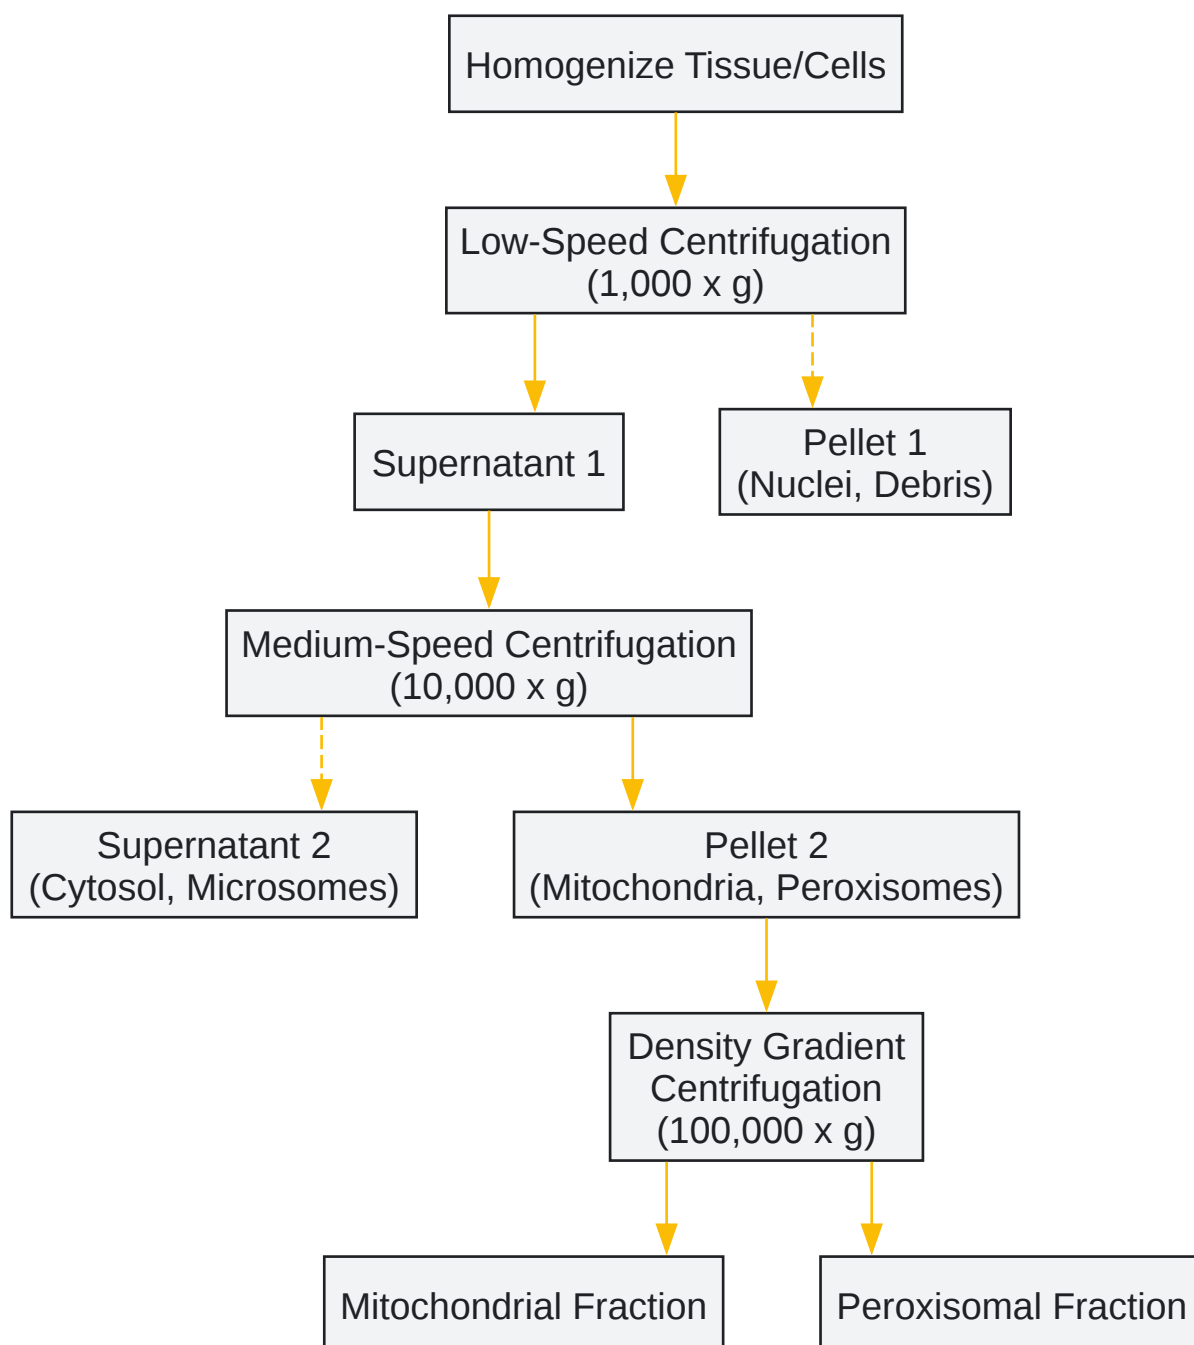 Homogenize Tissue/Cells
Low-Speed Centrifugation
(1,000 x g)
Supernatant 1
Pellet 1
(Nuclei, Debris)
Medium-Speed Centrifugation
(10,000 x g)
Supernatant 2
(Cytosol, Microsomes)
Pellet 2
(Mitochondria, Peroxisomes)
Density Gradient
Centrifugation
(100,000 x g)
Mitochondrial Fraction
Peroxisomal Fraction